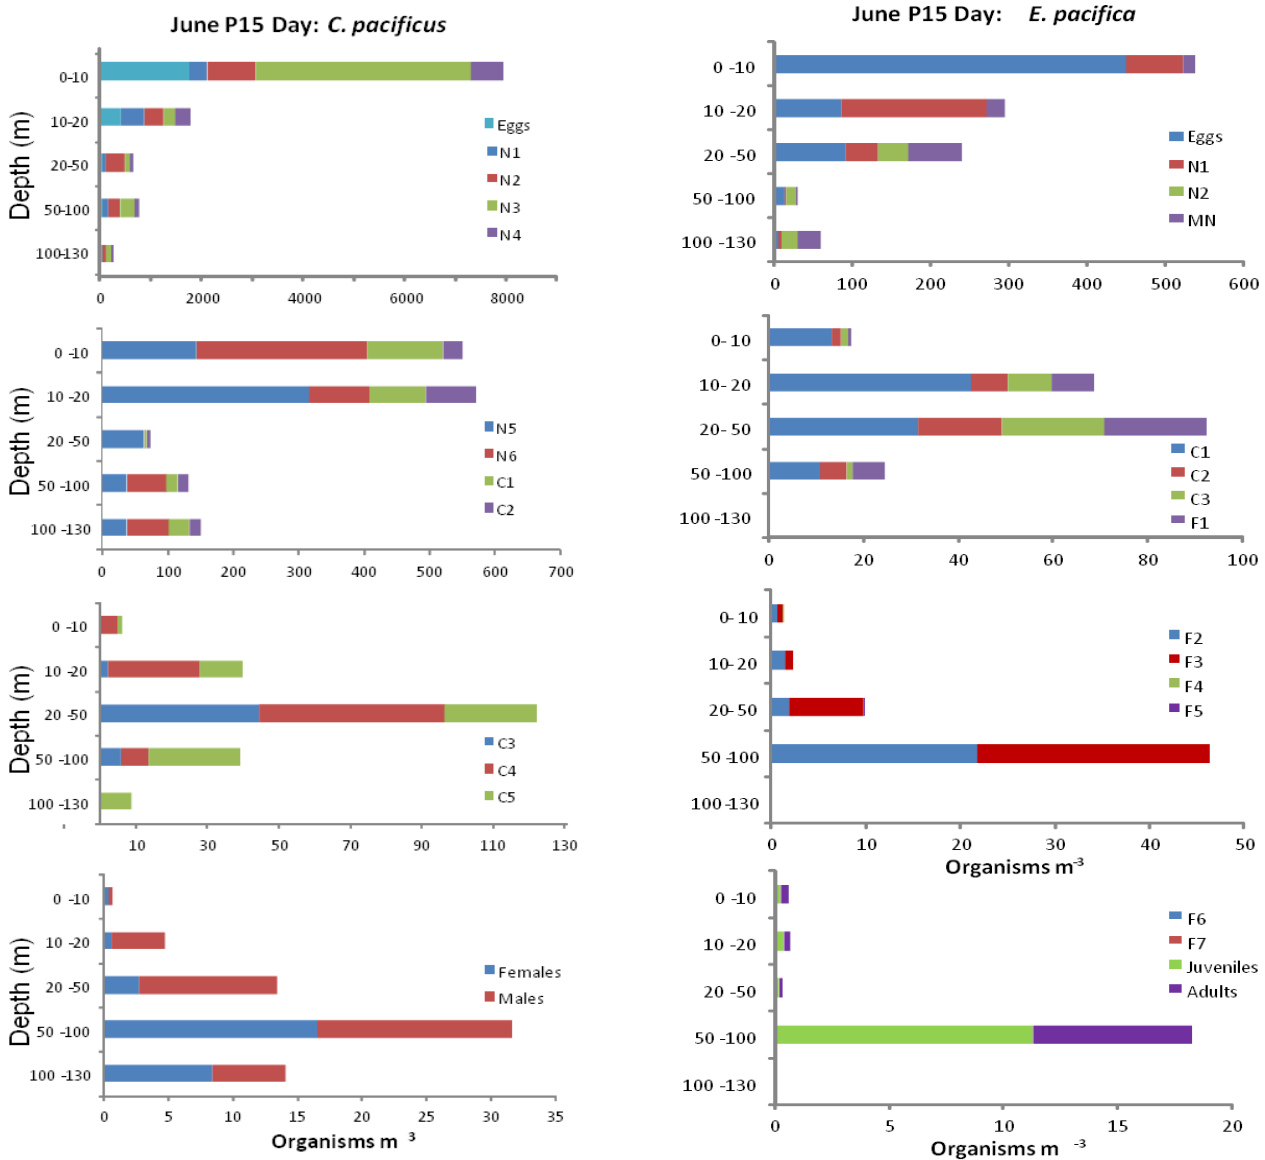 June P15 Day: C. pacificus
Depth (m)
0-10
10-20
20-50
50-100
100-130
Eggs
N1
N2
N3
N4
0 2000 4000 6000 8000
Depth (m)
0 -10
10 -20
20 -50
50 -100
100 -130
N5
N6
C1
C2
0 100 200 300 400 500 600 700
Depth (m)
0 -10
10 -20
20 -50
50 -100
100 -130
C3
C4
C5
10 30 50 70 90 110 130
Depth (m)
0 -10
10 -20
20 -50
50 -100
100 -130
Females
Males
0 5 10 15 20 25 30 35
Organisms m 3
June P15 Day: E. pacifica
0 -10
10 -20
20 -50
50 -100
100 -130
Eggs
N1
N2
MN
0 100 200 300 400 500 600
0- 10
10- 20
20- 50
50 -100
100 -130
C1
C2
C3
F1
0 20 40 60 80 100
0- 10
10- 20
20- 50
50 -100
100 -130
F2
F3
F4
F5
0 10 20 30 40 50
Organisms m-3
0 -10
10 -20
20 -50
50 -100
100 -130
F6
F7
Juveniles
Adults
0 5 10 15 20
Organisms m -3